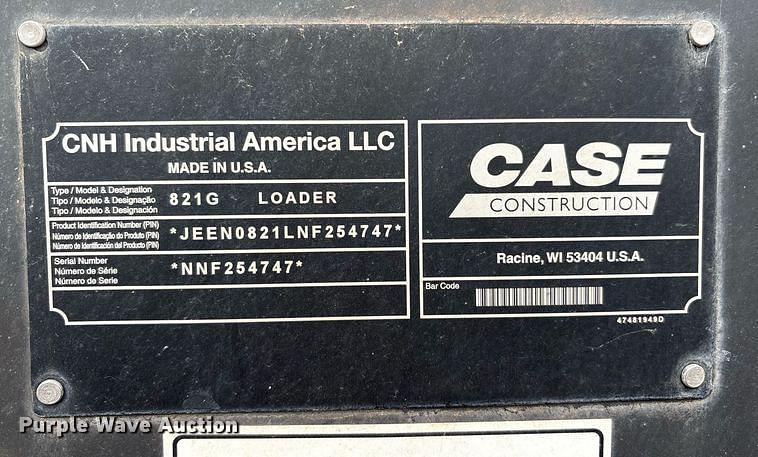 CNH Industrial America LLC
MADE IN U.S.A.
Type / Model & Designation
Tipo / Modelo & Designação
Tipo / Modelo & Designación
821G LOADER
Product Identification Number (PIN)
Número de Identificação do Produto (PIN)
Número de Identificación del Producto (PIN)
*JEEN0821LNF254747*
Serial Number
Número de Série
Número de Serie
*NNF254747*
CASE
CONSTRUCTION
Racine, WI 53404 U.S.A.
Bar Code
47481949D
Purple Wave Auction